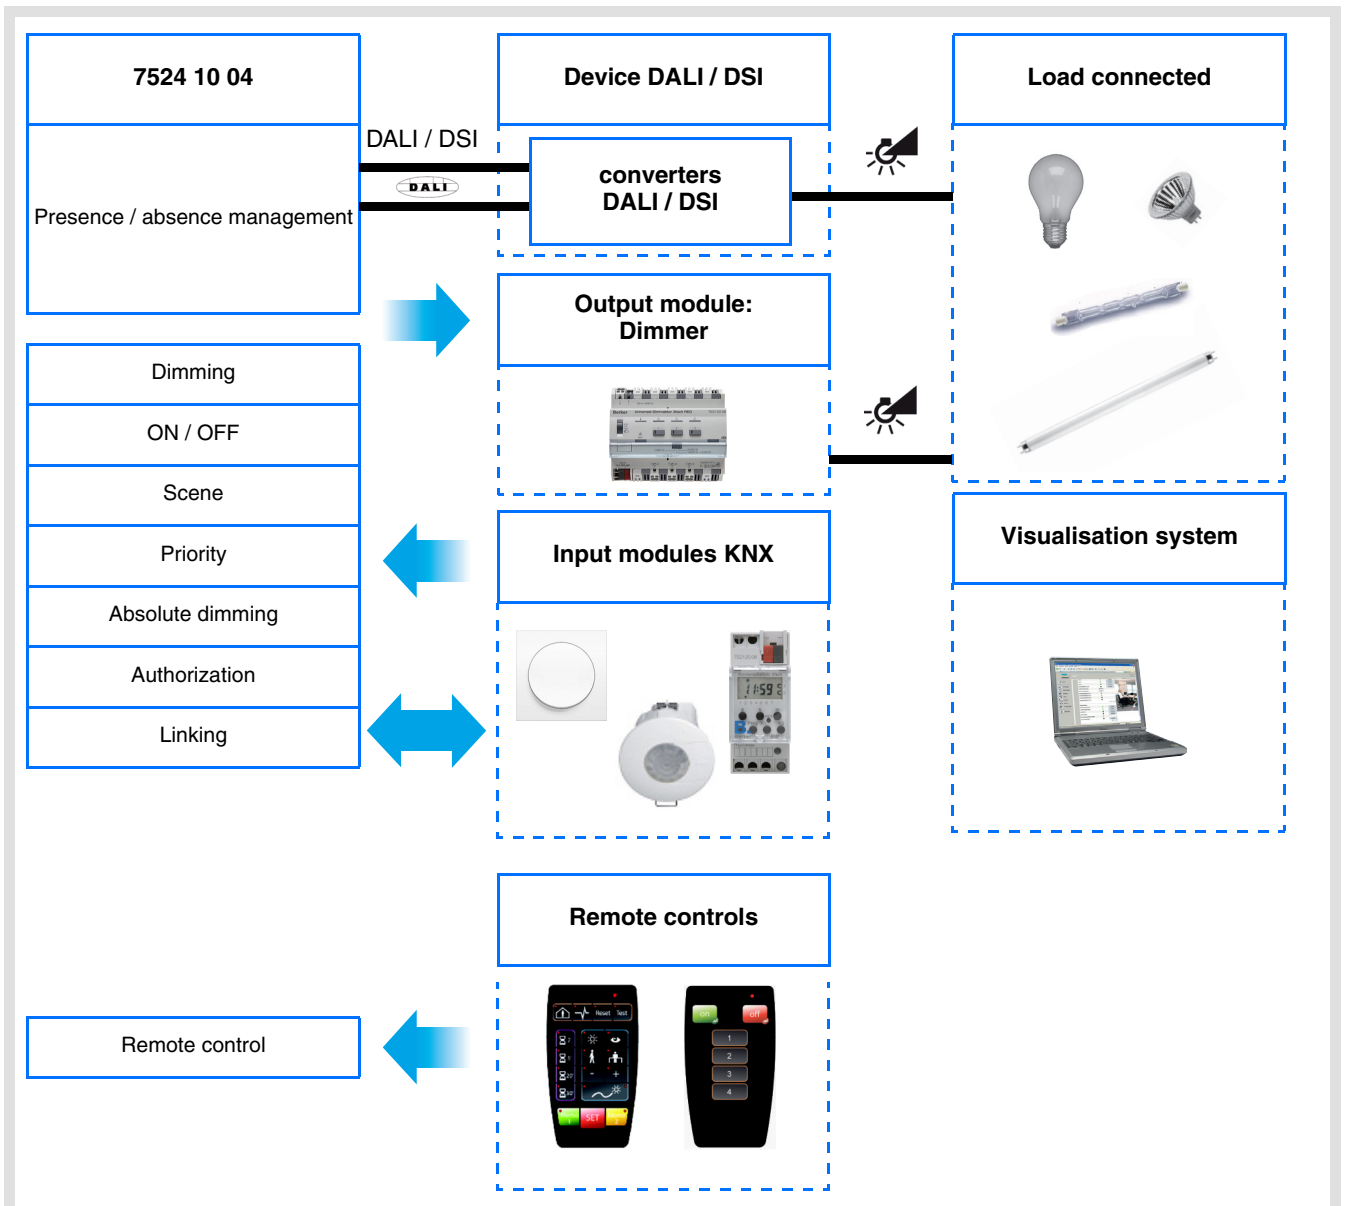 7524 10 04
Device DALI / DSI
Load connected
Presence / absence management
DALI / DSI
DALI
converters
DALI / DSI
Output module:
Dimmer
Dimming
ON / OFF
Scene
Priority
Absolute dimming
Authorization
Linking
Input modules KNX
11:59
Visualisation system
Remote controls
Reset Test
SET
on
off
1
2
3
4
Remote control